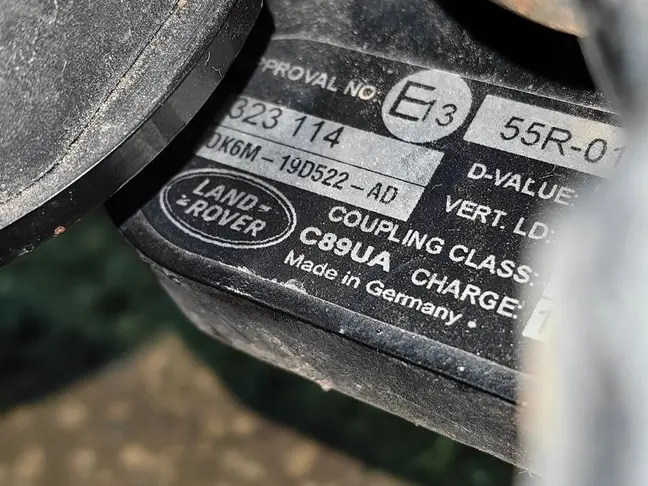 APPROVAL NO. E13 55R-01
323 114
DK6M-19D522-AD
D-VALUE:
VERT. LD:
LAND
ROVER
COUPLING CLASS:
C89UA CHARGE:
Made in Germany